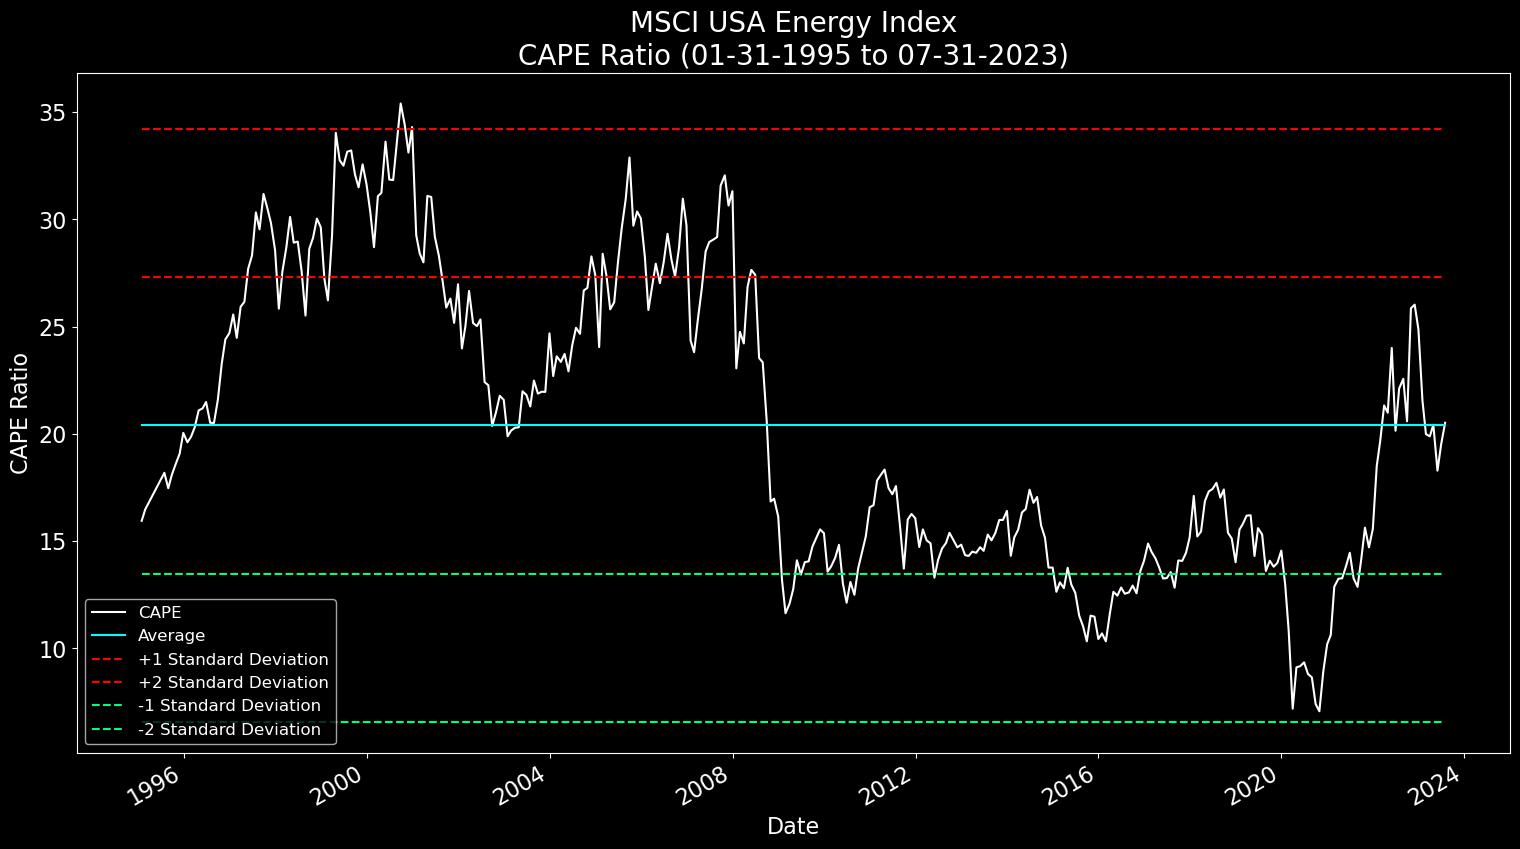 MSCI USA Energy Index
CAPE Ratio (01-31-1995 to 07-31-2023)
35
30
25
20
15
10
CAPE Ratio
CAPE
Average
+1 Standard Deviation
+2 Standard Deviation
-1 Standard Deviation
-2 Standard Deviation
1996
2000
2004
2008
2012
2016
2020
2024
Date